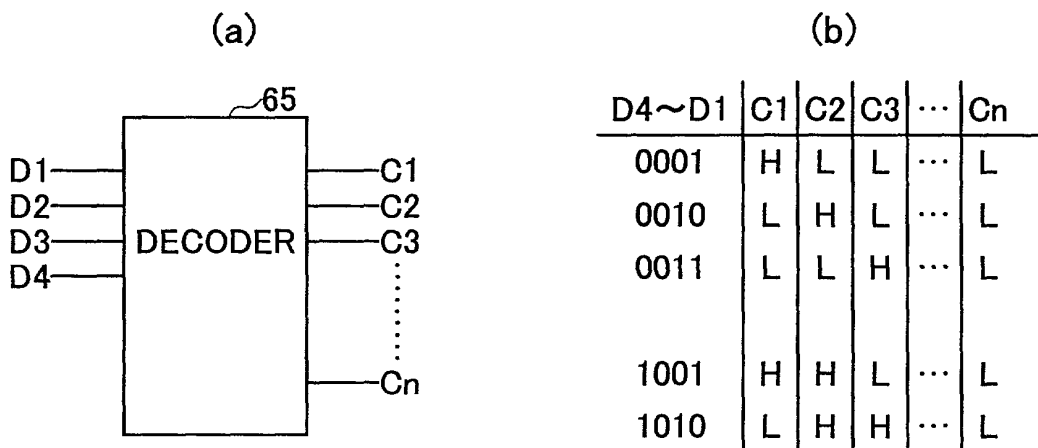 (a)
65
D1
D2
D3
D4
DECODER
C1
C2
C3
Cn
(b)
D4～D1 C1 C2 C3 ⋯ Cn
0001 H L L ⋯ L
0010 L H L ⋯ L
0011 L L H ⋯ L
1001 H H L ⋯ L
1010 L H H ⋯ L